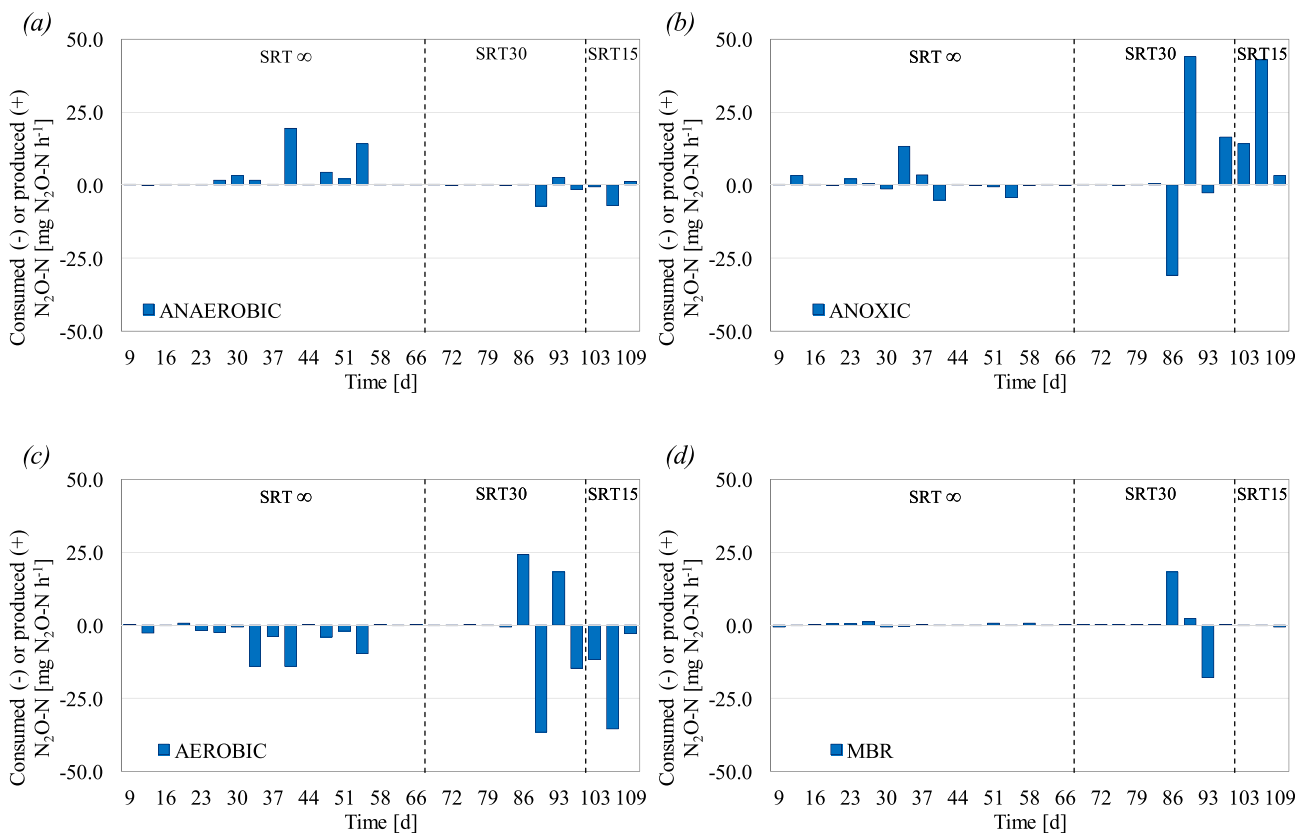 (a)
Consumed (-) or produced (+)
N₂O-N [mg N₂O-N h⁻¹]
50.0
25.0
0.0
-25.0
-50.0
SRT ∞
SRT30
SRT15
ANAEROBIC
9 16 23 30 37 44 51 58 66 72 79 86 93 103 109
Time [d]
(b)
Consumed (-) or produced (+)
N₂O-N [mg N₂O-N h⁻¹]
50.0
25.0
0.0
-25.0
-50.0
SRT ∞
SRT30
SRT15
ANOXIC
9 16 23 30 37 44 51 58 66 72 79 86 93 103 109
Time [d]
(c)
Consumed (-) or produced (+)
N₂O-N [mg N₂O-N h⁻¹]
50.0
25.0
0.0
-25.0
-50.0
SRT ∞
SRT30
SRT15
AEROBIC
9 16 23 30 37 44 51 58 66 72 79 86 93 103 109
Time [d]
(d)
Consumed (-) or produced (+)
N₂O-N [mg N₂O-N h⁻¹]
50.0
25.0
0.0
-25.0
-50.0
SRT ∞
SRT30
SRT15
MBR
9 16 23 30 37 44 51 58 66 72 79 86 93 103 109
Time [d]